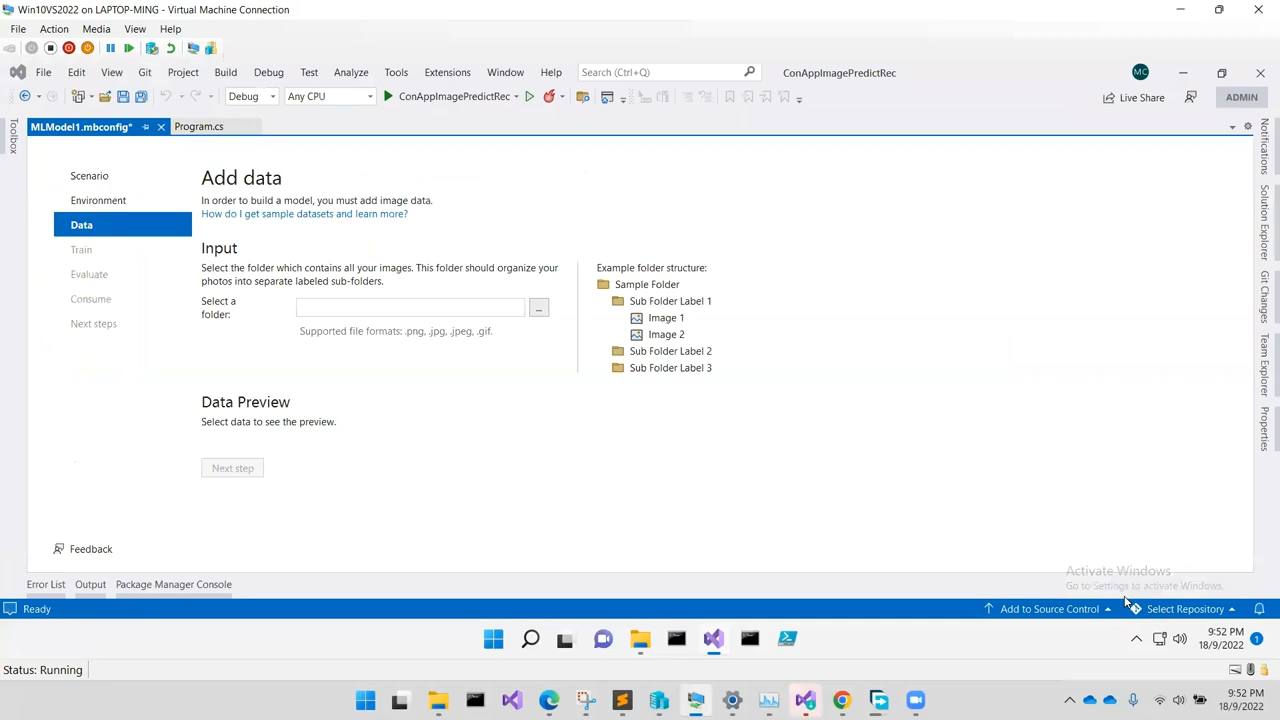 Win10VS2022 on LAPTOP-MING - Virtual Machine Connection
File Action Media View Help
File Edit View Git Project Build Debug Test Analyze Tools Extensions Window Help Search (Ctrl+Q) ConAppImagePredictRec MC
Debug Any CPU ConAppImagePredictRec Live Share ADMIN
Toolbox
MLModel1.mbconfig* Program.cs
Notifications
Solution Explorer
Git Changes
Team Explorer
Properties
Scenario
Environment
Data
Train
Evaluate
Consume
Next steps
Add data
In order to build a model, you must add image data.
How do I get sample datasets and learn more?
Input
Select the folder which contains all your images. This folder should organize your
photos into separate labeled sub-folders.
Select a
folder:
...
Supported file formats: .png, .jpg, .jpeg, .gif.
Example folder structure:
Sample Folder
Sub Folder Label 1
Image 1
Image 2
Sub Folder Label 2
Sub Folder Label 3
Data Preview
Select data to see the preview.
Next step
Feedback
Activate Windows
Go to Settings to activate Windows.
Error List Output Package Manager Console
Ready Add to Source Control Select Repository
9:52 PM
18/9/2022
1
Status: Running
9:52 PM
18/9/2022